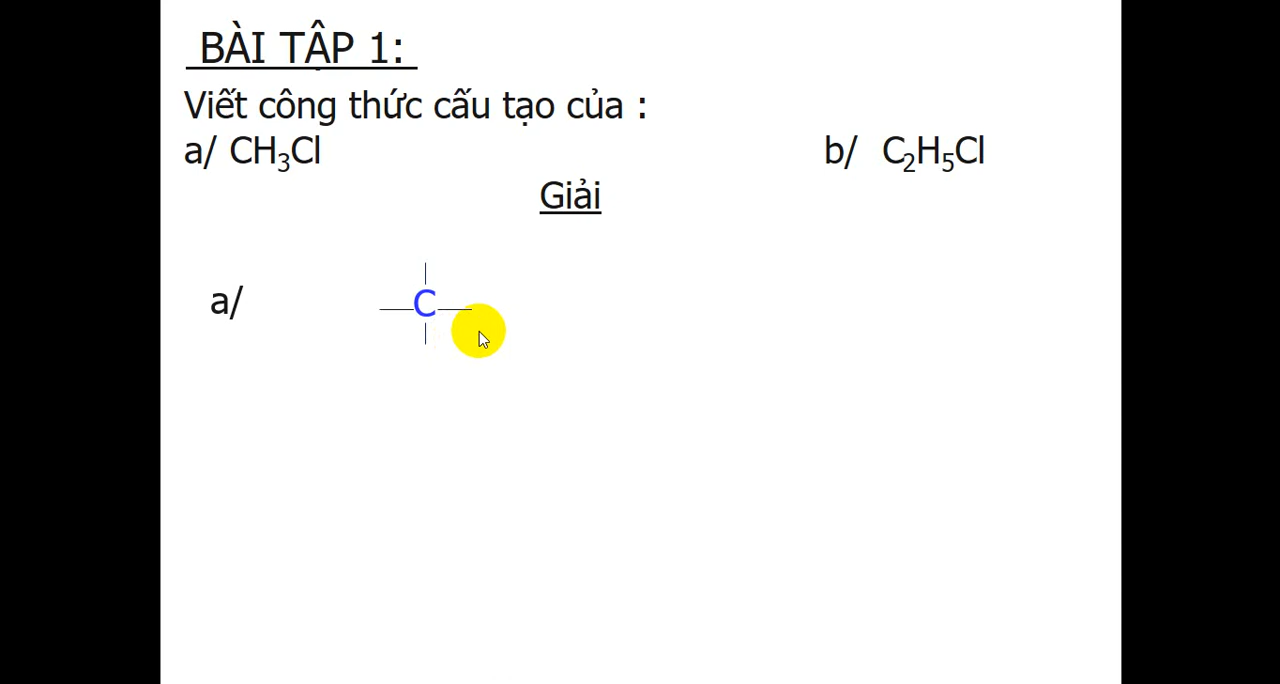 BÀI TẬP 1:
Viết công thức cấu tạo của :
a/ CH₃Cl b/ C₂H₅Cl
Giải
a/ C